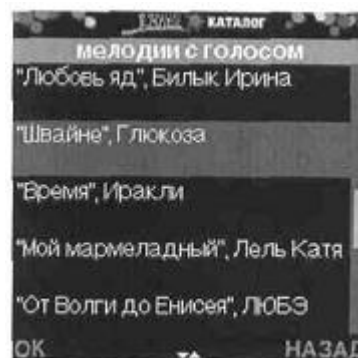 КАТАЛОГ
МЕЛОДИИ С ГОЛОСОМ
"Любовь яд", Билык Ирина
"Швайне", Глюкоза
"Время", Иракли
"Мой мармеладный", Лель Катя
"От Волги до Енисея", ЛЮБЭ
ОК НАЗАД